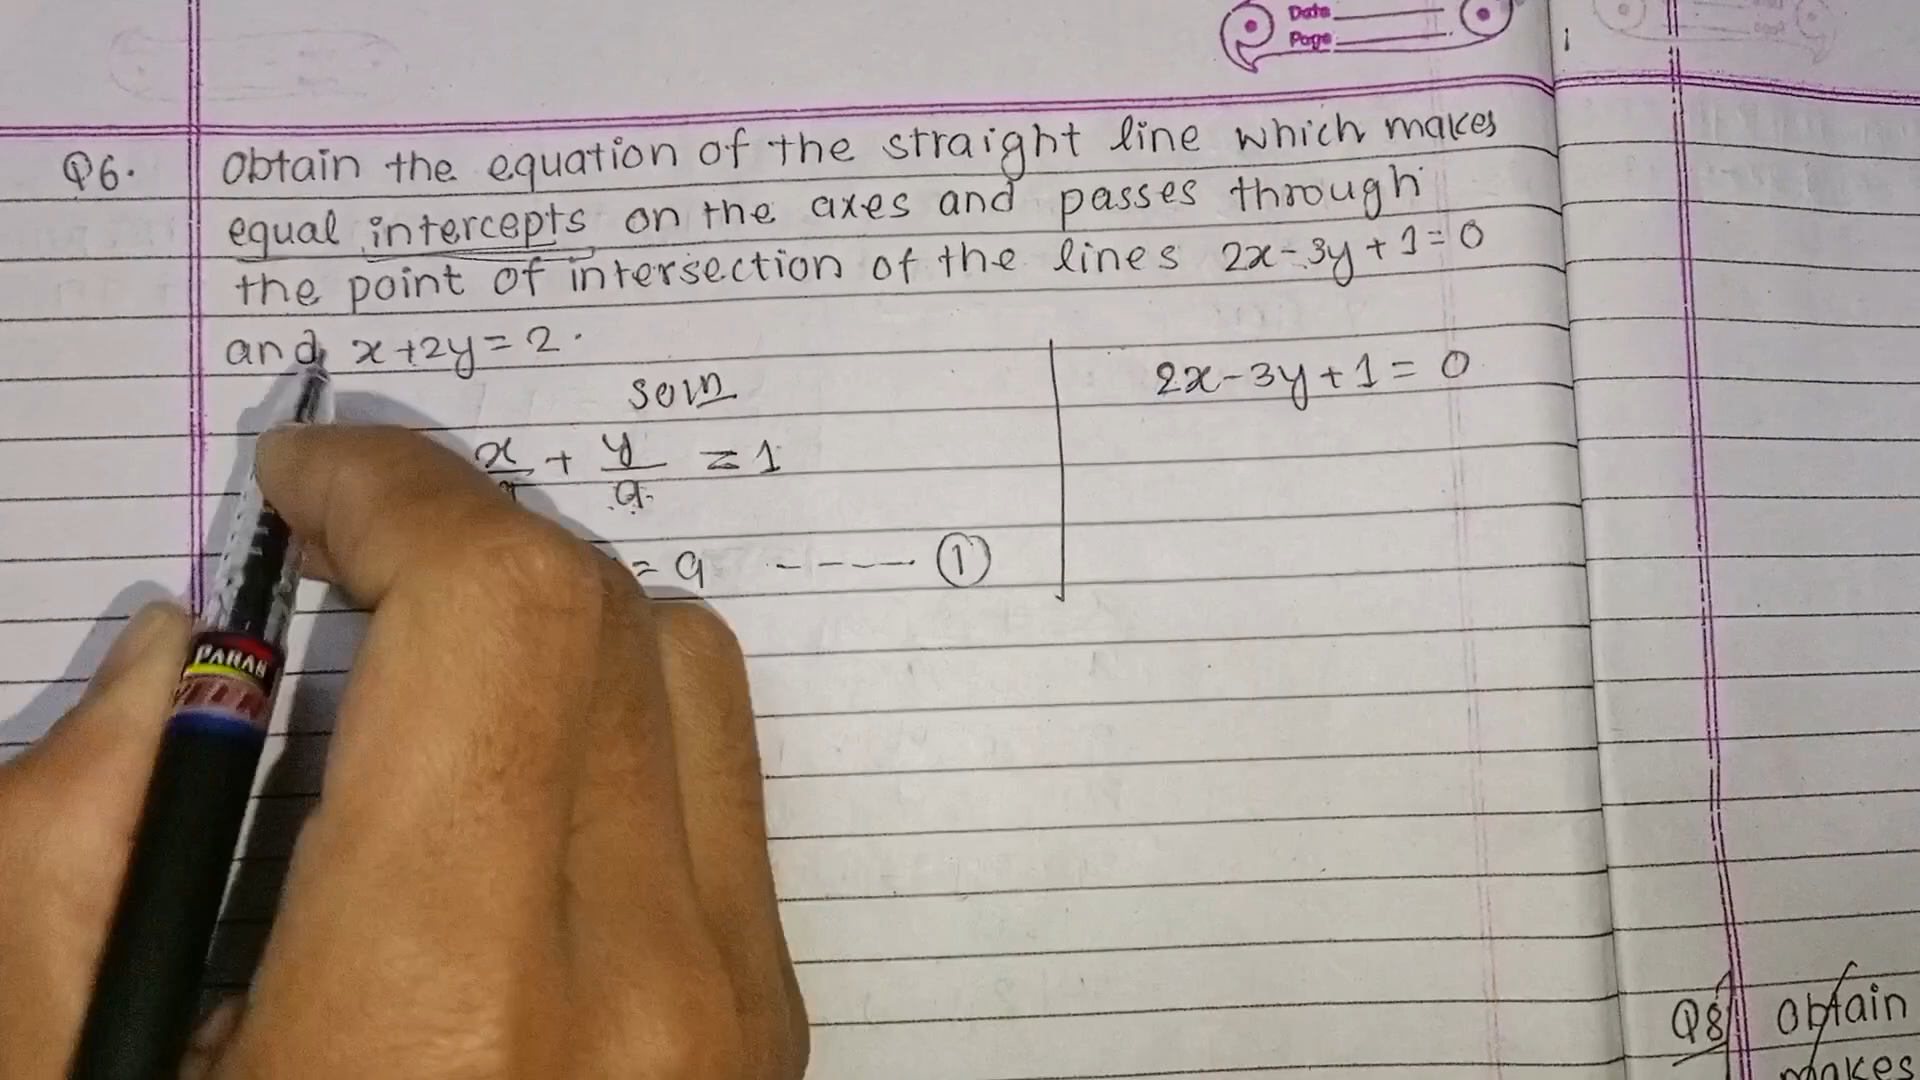 Date
Page
Q6. Obtain the equation of the straight line which makes
equal intercepts on the axes and passes through
the point of intersection of the lines 2x-3y+1=0
and x+2y=2.
soln
2x-3y+1=0
x + y = 1
a
= a ------ ①
PAHAN
Q8 Obtain
makes